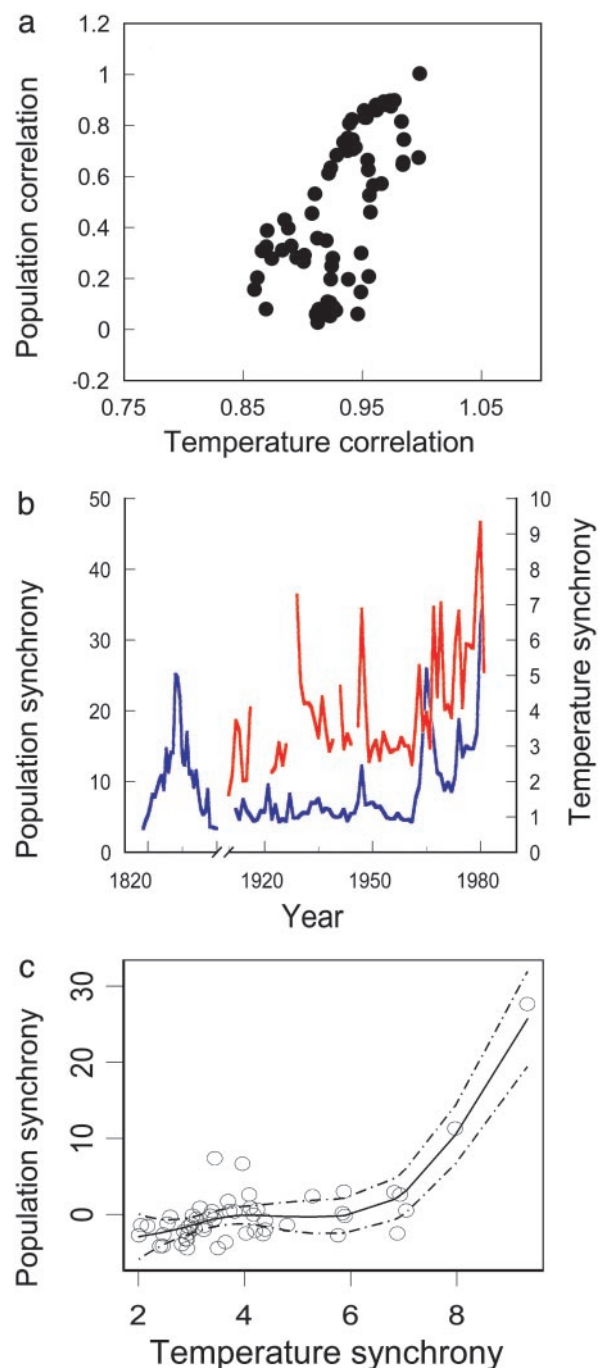 a
Population correlation
1.2
1
0.8
0.6
0.4
0.2
0
-0.2
0.75 0.85 0.95 1.05
Temperature correlation
b
Population synchrony
50
40
30
20
10
0
10
9
8
7
6
5
4
3
2
1
0
Temperature synchrony
1820 1920 1950 1980
Year
c
Population synchrony
30
20
10
0
2 4 6 8
Temperature synchrony